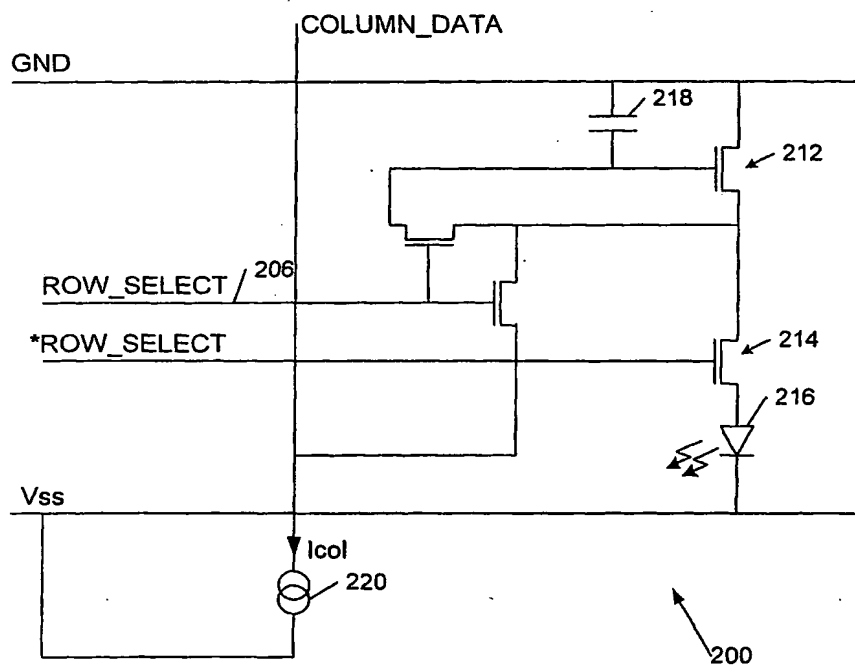 COLUMN_DATA
GND
218
212
206
ROW_SELECT
*ROW_SELECT
214
216
Vss
Icol
220
200